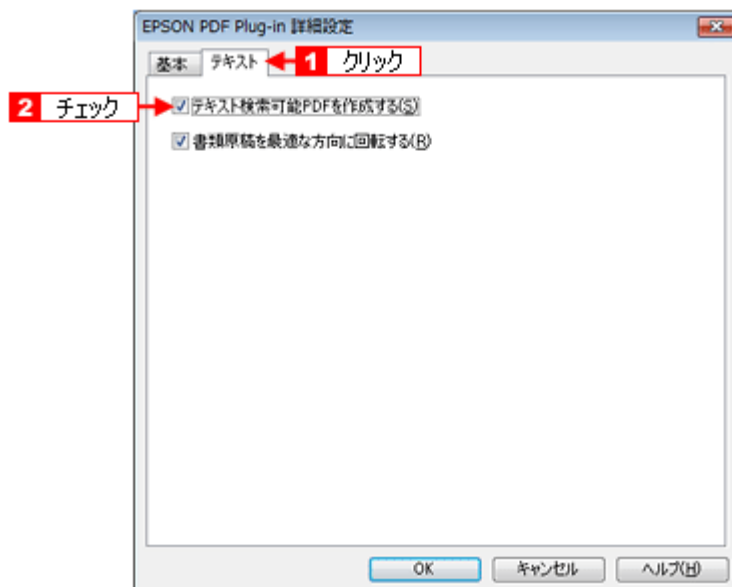 EPSON PDF Plug-in 詳細設定
基本 テキスト 1 クリック
2 チェック テキスト検索可能PDFを作成する(S)
書類原稿を最適な方向に回転する(R)
OK キャンセル ヘルプ(H)